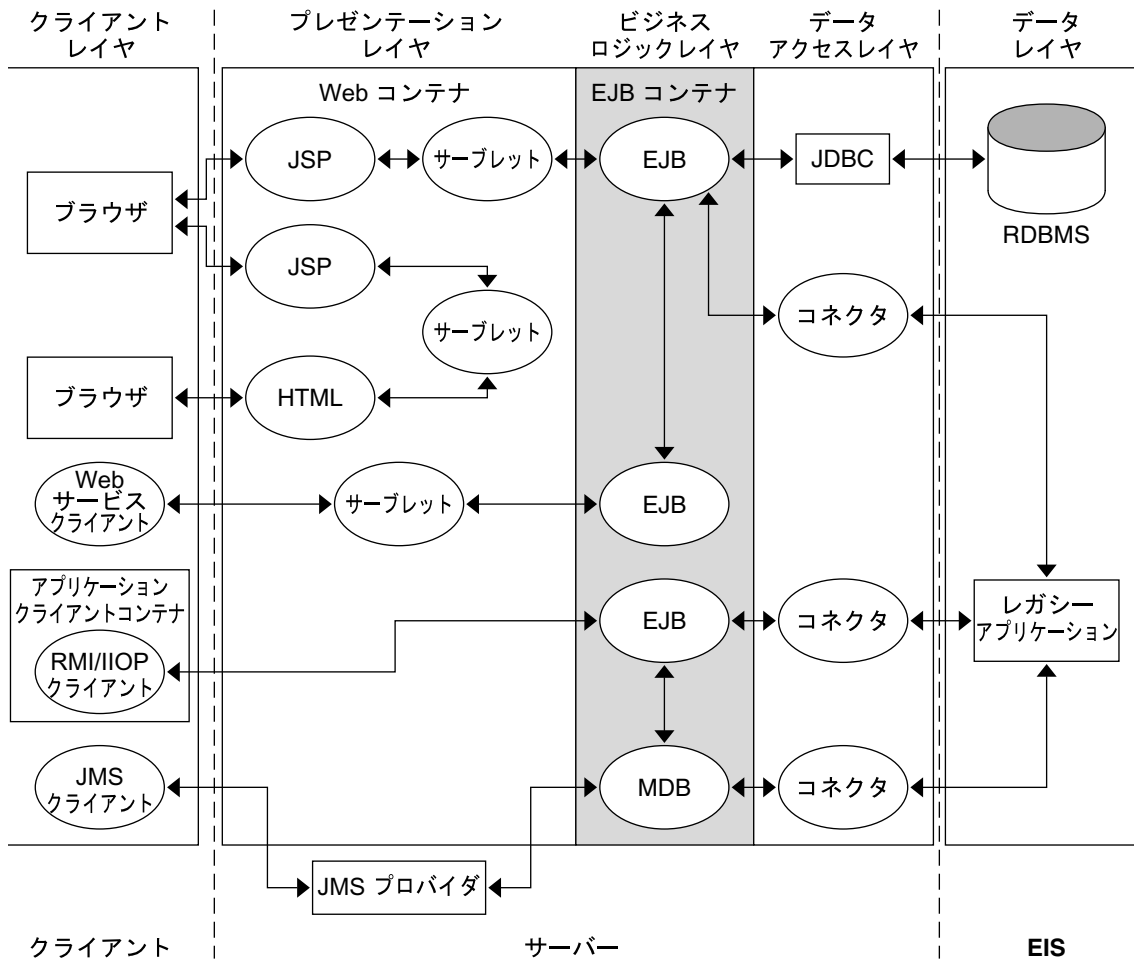 クライアント
レイヤ
プレゼンテーション
レイヤ
ビジネス
ロジックレイヤ
データ
アクセスレイヤ
データ
レイヤ
Web コンテナ
EJB コンテナ
JSP
サーブレット
EJB
JDBC
RDBMS
ブラウザ
JSP
サーブレット
コネクタ
ブラウザ
HTML
Web
サービス
クライアント
サーブレット
EJB
アプリケーション
クライアントコンテナ
RMI/IIOP
クライアント
EJB
コネクタ
レガシー
アプリケーション
JMS
クライアント
MDB
コネクタ
JMS プロバイダ
クライアント
サーバー
EIS